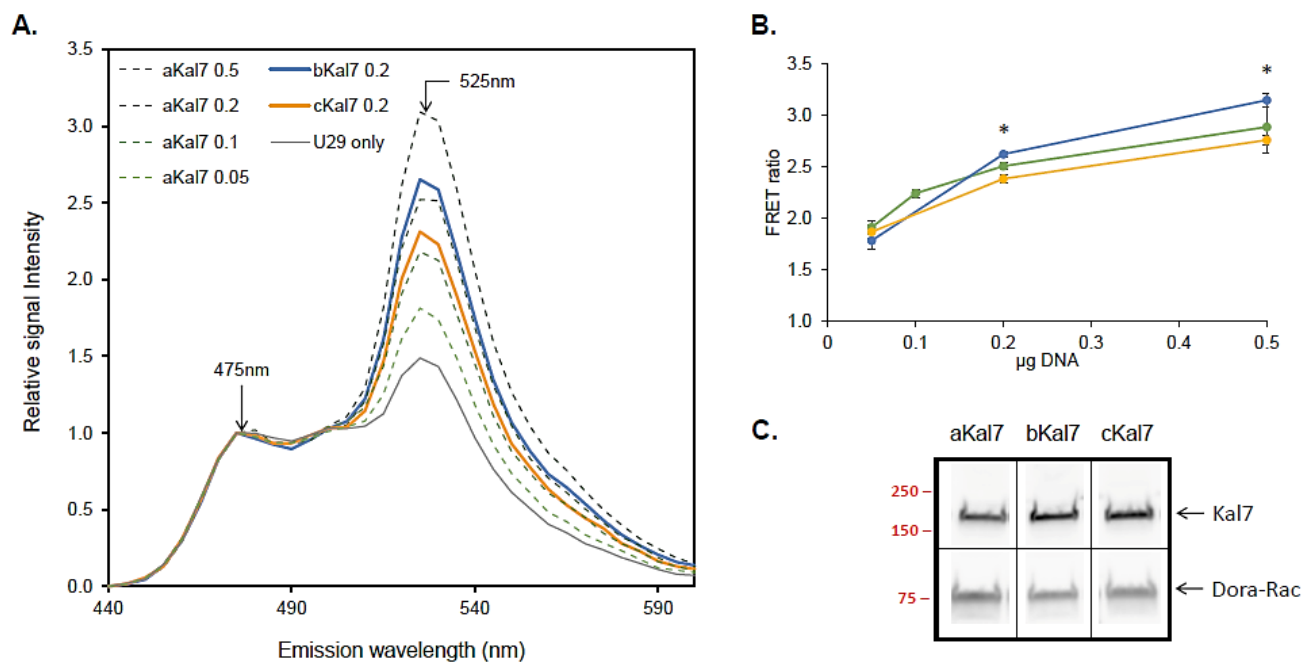 A.
Relative signal Intensity
3.5
3.0
2.5
2.0
1.5
1.0
0.5
0.0
440
490
540
590
Emission wavelength (nm)
aKal7 0.5
bKal7 0.2
aKal7 0.2
cKal7 0.2
aKal7 0.1
U29 only
aKal7 0.05
525nm
475nm
B.
FRET ratio
3.5
3.0
2.5
2.0
1.5
1.0
*
*
0
0.1
0.2
0.3
0.4
0.5
µg DNA
C.
aKal7 bKal7 cKal7
250 –
150 –
Kal7
75 –
Dora-Rac